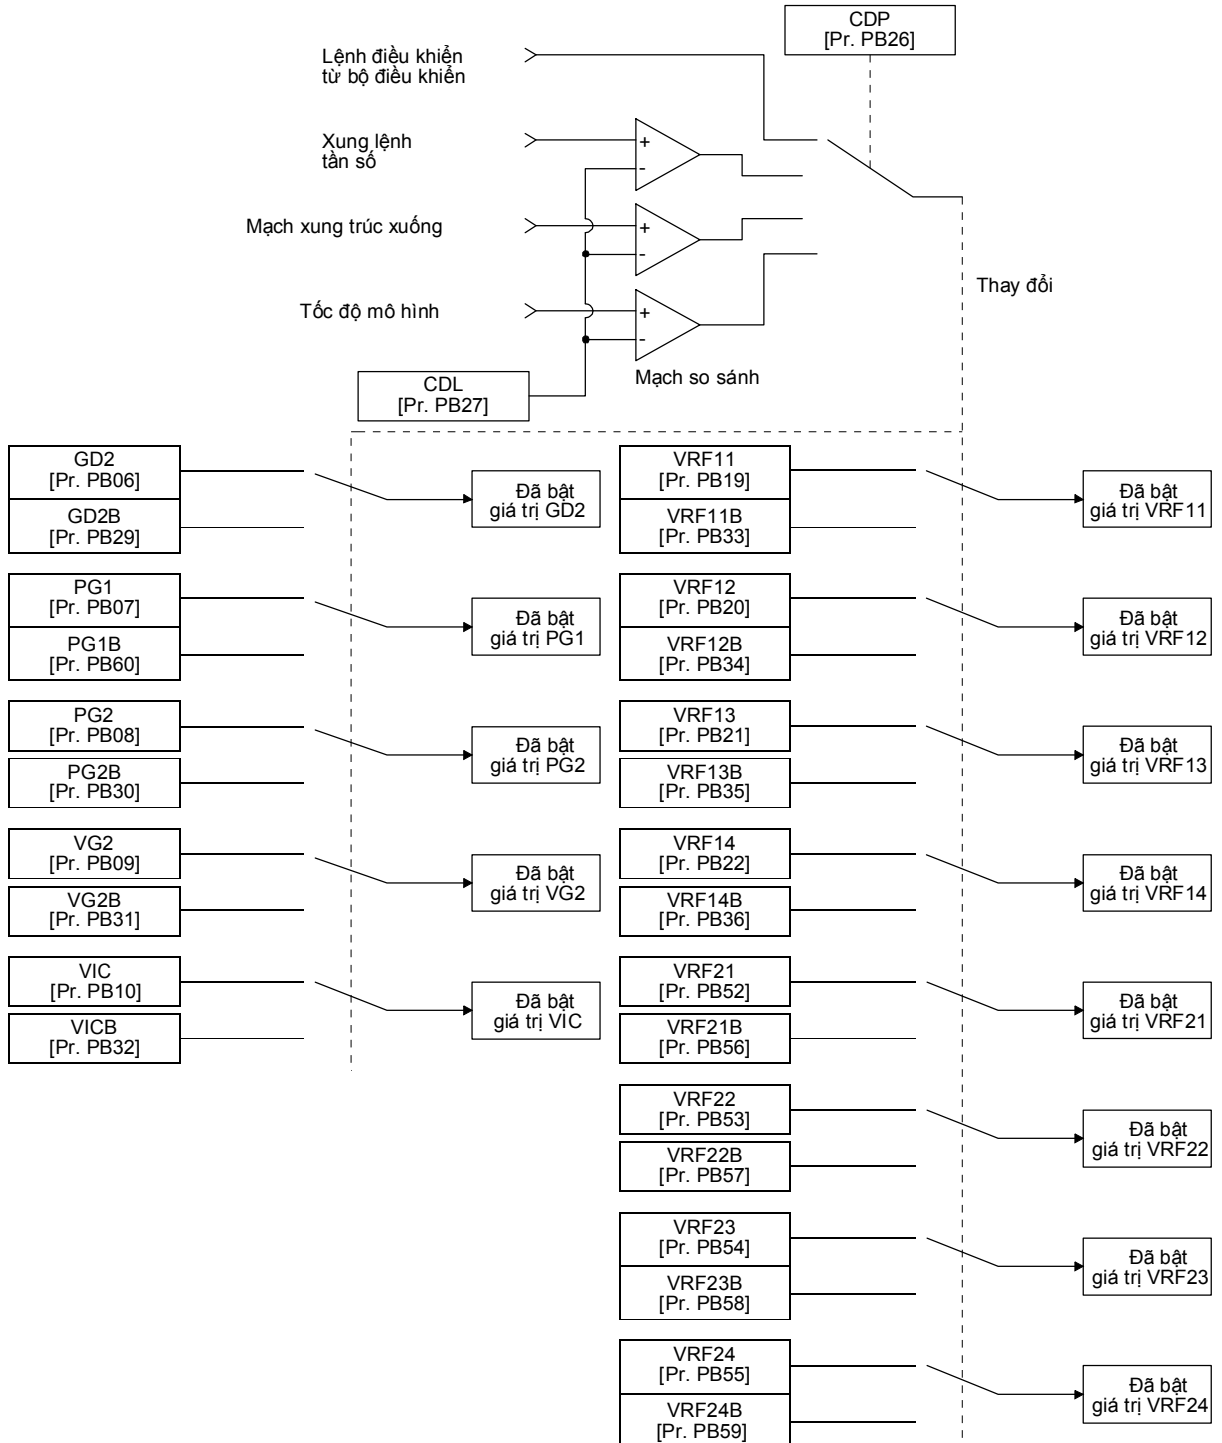 CDP
[Pr. PB26]
Lệnh điều khiển
từ bộ điều khiển
Xung lệnh
tần số
+
-
Mạch xung trúc xuống
+
-
Thay đổi
Tốc độ mô hình
+
-
Mạch so sánh
CDL
[Pr. PB27]
GD2
[Pr. PB06]
GD2B
[Pr. PB29]
Đã bật
giá trị GD2
PG1
[Pr. PB07]
PG1B
[Pr. PB60]
Đã bật
giá trị PG1
PG2
[Pr. PB08]
PG2B
[Pr. PB30]
Đã bật
giá trị PG2
VG2
[Pr. PB09]
VG2B
[Pr. PB31]
Đã bật
giá trị VG2
VIC
[Pr. PB10]
VICB
[Pr. PB32]
Đã bật
giá trị VIC
VRF11
[Pr. PB19]
VRF11B
[Pr. PB33]
Đã bật
giá trị VRF11
VRF12
[Pr. PB20]
VRF12B
[Pr. PB34]
Đã bật
giá trị VRF12
VRF13
[Pr. PB21]
VRF13B
[Pr. PB35]
Đã bật
giá trị VRF13
VRF14
[Pr. PB22]
VRF14B
[Pr. PB36]
Đã bật
giá trị VRF14
VRF21
[Pr. PB52]
VRF21B
[Pr. PB56]
Đã bật
giá trị VRF21
VRF22
[Pr. PB53]
VRF22B
[Pr. PB57]
Đã bật
giá trị VRF22
VRF23
[Pr. PB54]
VRF23B
[Pr. PB58]
Đã bật
giá trị VRF23
VRF24
[Pr. PB55]
VRF24B
[Pr. PB59]
Đã bật
giá trị VRF24